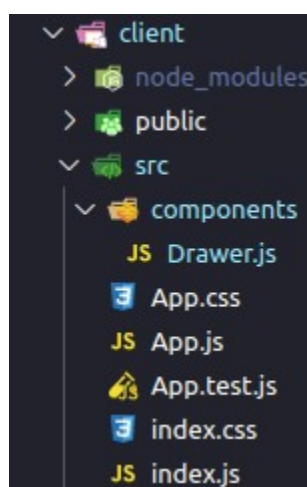 client
node_modules
public
src
components
JS Drawer.js
App.css
JS App.js
App.test.js
index.css
JS index.js